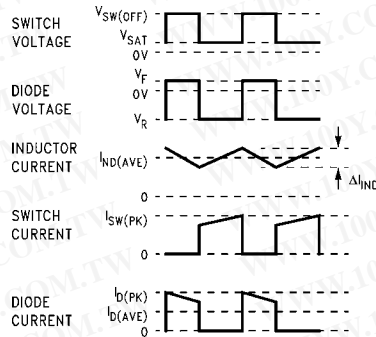 SWITCH VOLTAGE
V_SW(OFF)
V_SAT
0V
DIODE VOLTAGE
V_F
0V
V_R
INDUCTOR CURRENT
I_ND(AVE)
ΔI_IND
0
SWITCH CURRENT
I_SW(PK)
0
DIODE CURRENT
I_D(PK)
I_D(AVE)
0